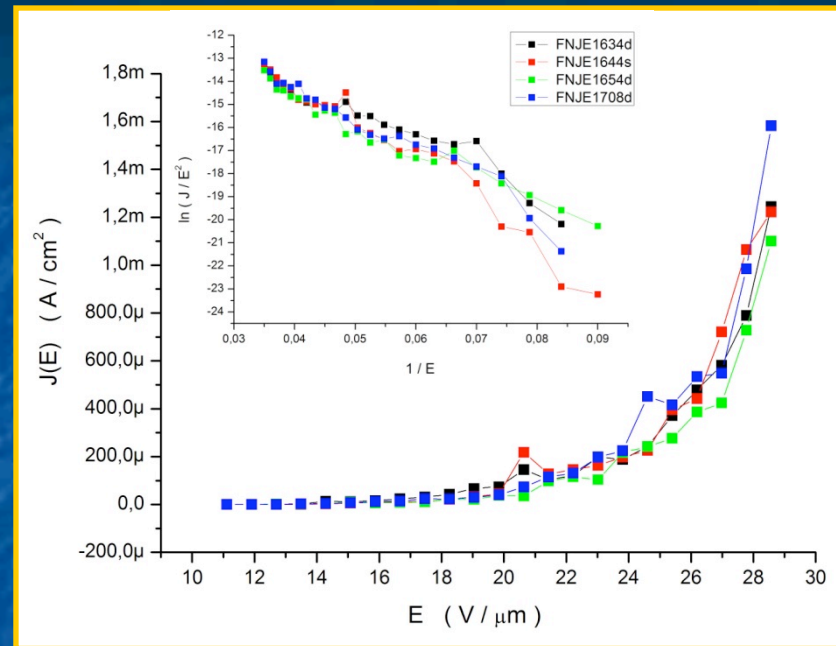 -12
-13
-14
-15
-16
-17
-18
-19
-20
-21
-22
-23
-24
ln ( J / E² )
0,03 0,04 0,05 0,06 0,07 0,08 0,09
1 / E
FNJE1634d
FNJE1644s
FNJE1654d
FNJE1708d
1,8m
1,6m
1,4m
1,2m
1,0m
800,0µ
600,0µ
400,0µ
200,0µ
0,0
-200,0µ
J(E) ( A / cm² )
10 12 14 16 18 20 22 24 26 28 30
E ( V / µm )